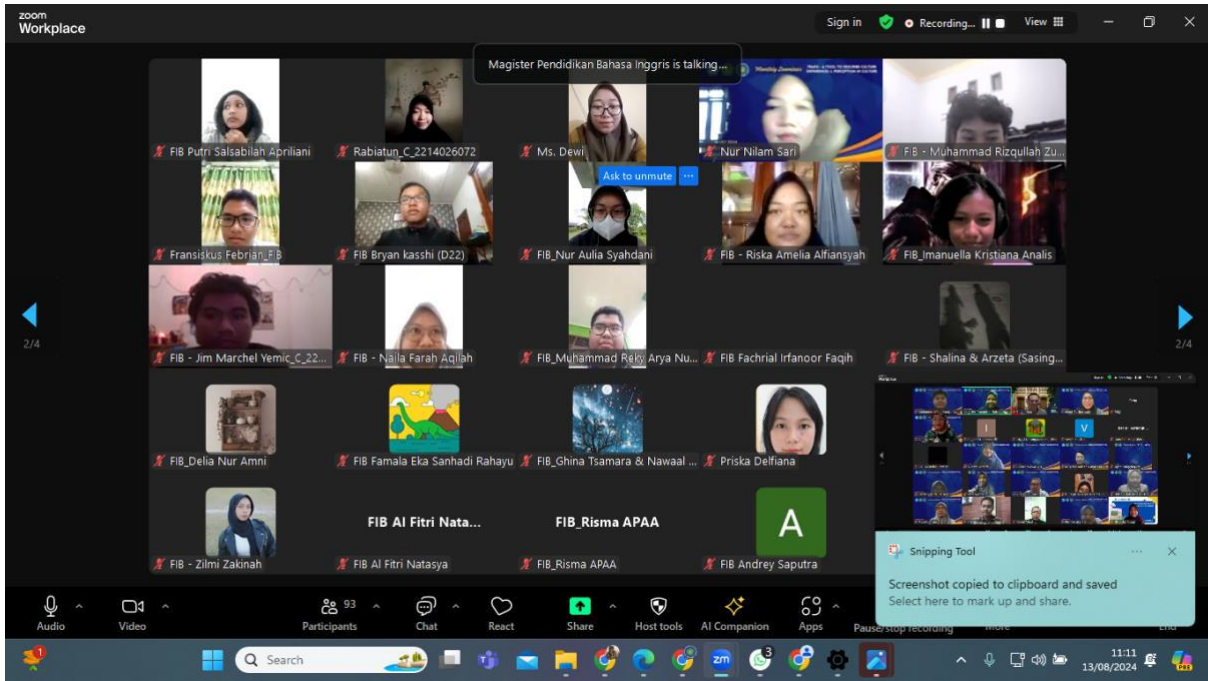 zoom
Workplace
Sign in
Recording...
View
Magister Pendidikan Bahasa Inggris is talking...
FIB Putri Salsabilah Apriliani
Rabiatun_C_2214026072
Ms. Dewi
Nur Nilam Sari
F B - Muhammad Rizqullah Zu...
Ask to unmute
...
Fransiskus Febrian_FIB
FIB Bryan kasshi (D22)
FIB_Nur Aulia Syahdani
FIB - Riska Amelia Alfiansyah
FIB_Imanuella Kristiana Analis
FIB - Jim Marchel Yemic_C_22...
FIB - Naila Farah Aqilah
FIB_Muhammad Reky Arya Nu...
FIB Fachrial Irfanoor Faqih
FIB - Shalina & Arzeta (Sasing...
2/4
2/4
FIB_Delia Nur Amni
FIB Famala Eka Sanhadi Rahayu
FIB_Ghina Tsamara & Nawaal ...
Priska Delfiana
FIB Al Fitri Nata...
FIB_Risma APAA
A
FIB - Zilmi Zakinah
FIB Al Fitri Natasya
FIB_Risma APAA
FIB Andrey Saputra
Snipping Tool
Screenshot copied to clipboard and saved
Select here to mark up and share.
Audio
Video
93
Participants
Chat
React
Share
Host tools
AI Companion
Apps
Pause/stop recording
More
End
Search
zm
3
11:11
13/08/2024